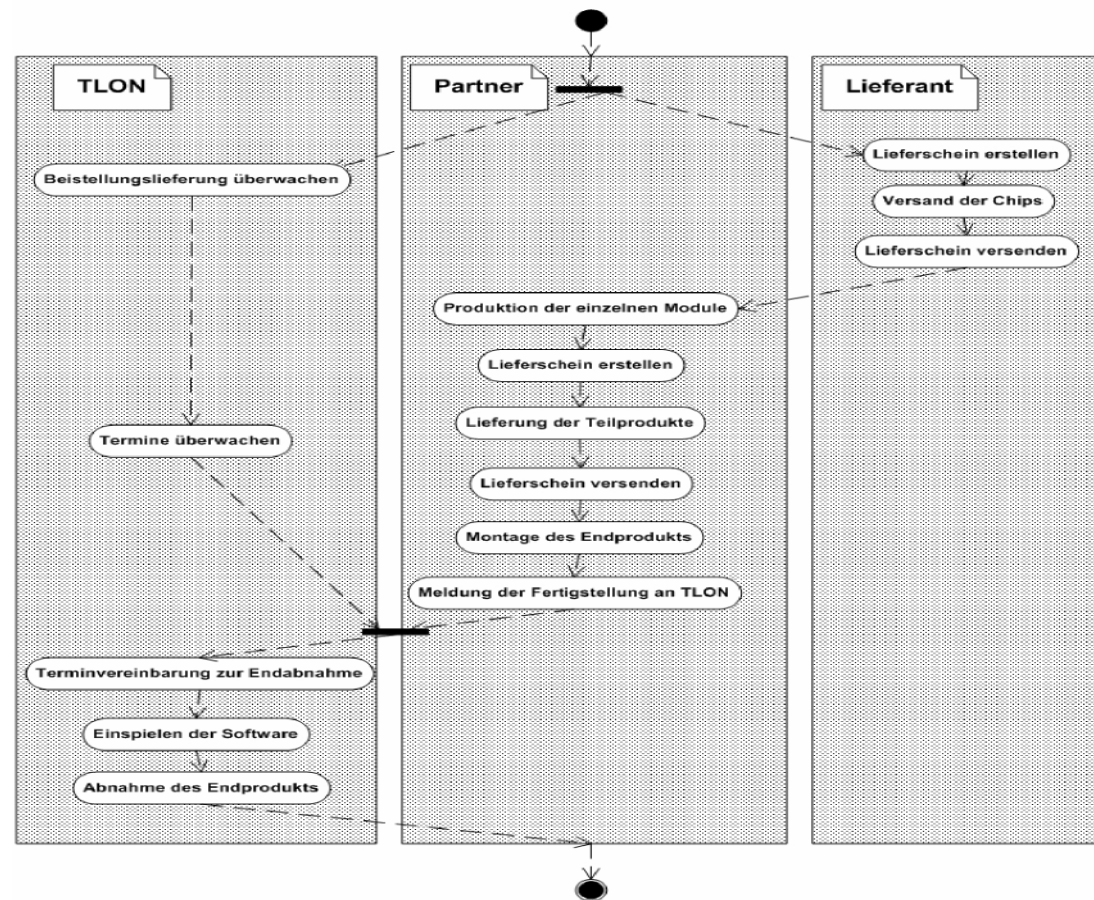 TLON
Partner
Lieferant
Lieferschein erstellen
Beistellungslieferung überwachen
Versand der Chips
Lieferschein versenden
Produktion der einzelnen Module
Lieferschein erstellen
Lieferung der Teilprodukte
Termine überwachen
Lieferschein versenden
Montage des Endprodukts
Meldung der Fertigstellung an TLON
Terminvereinbarung zur Endabnahme
Einspielen der Software
Abnahme des Endprodukts